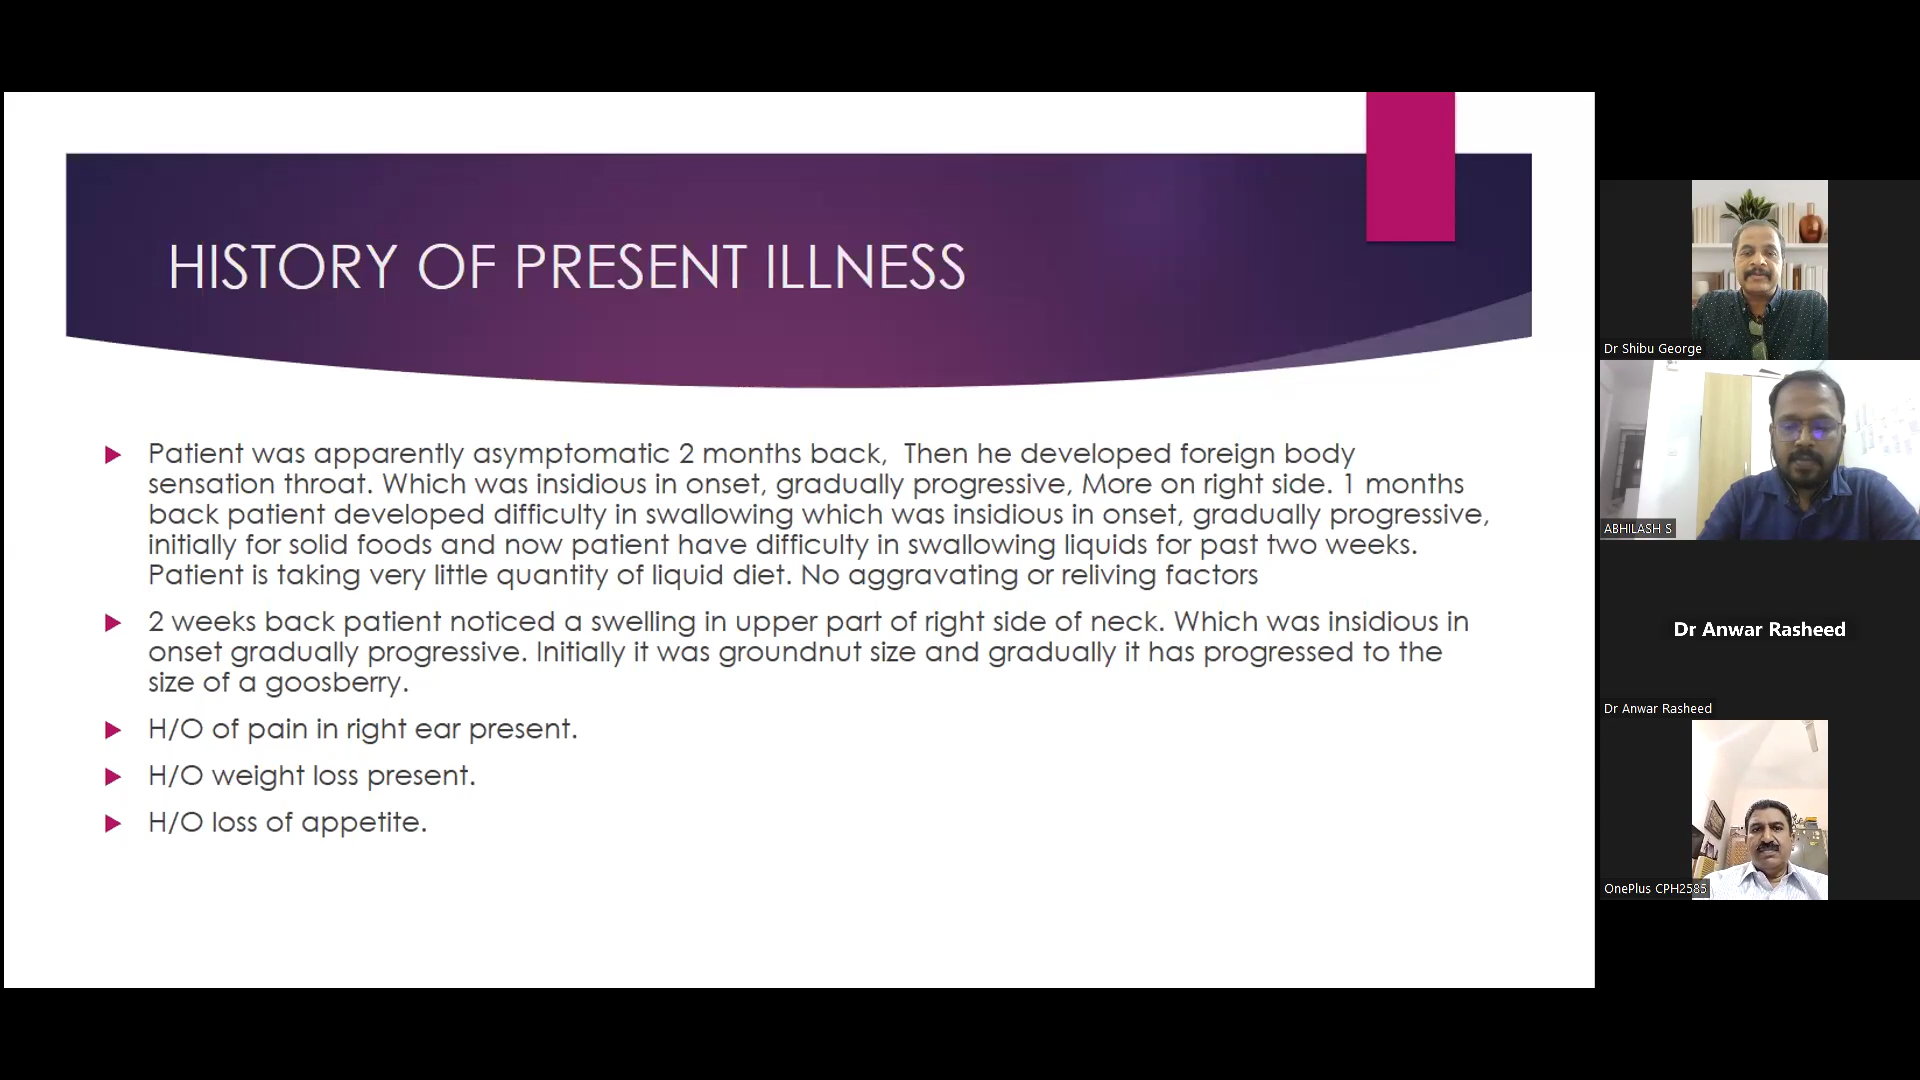 HISTORY OF PRESENT ILLNESS
Patient was apparently asymptomatic 2 months back, Then he developed foreign body
sensation throat. Which was insidious in onset, gradually progressive, More on right side. 1 months
back patient developed difficulty in swallowing which was insidious in onset, gradually progressive,
initially for solid foods and now patient have difficulty in swallowing liquids for past two weeks.
Patient is taking very little quantity of liquid diet. No aggravating or reliving factors
2 weeks back patient noticed a swelling in upper part of right side of neck. Which was insidious in
onset gradually progressive. Initially it was groundnut size and gradually it has progressed to the
size of a goosberry.
H/O of pain in right ear present.
H/O weight loss present.
H/O loss of appetite.
Dr Shibu George
ABHILASH S
Dr Anwar Rasheed
Dr Anwar Rasheed
OnePlus CPH2585